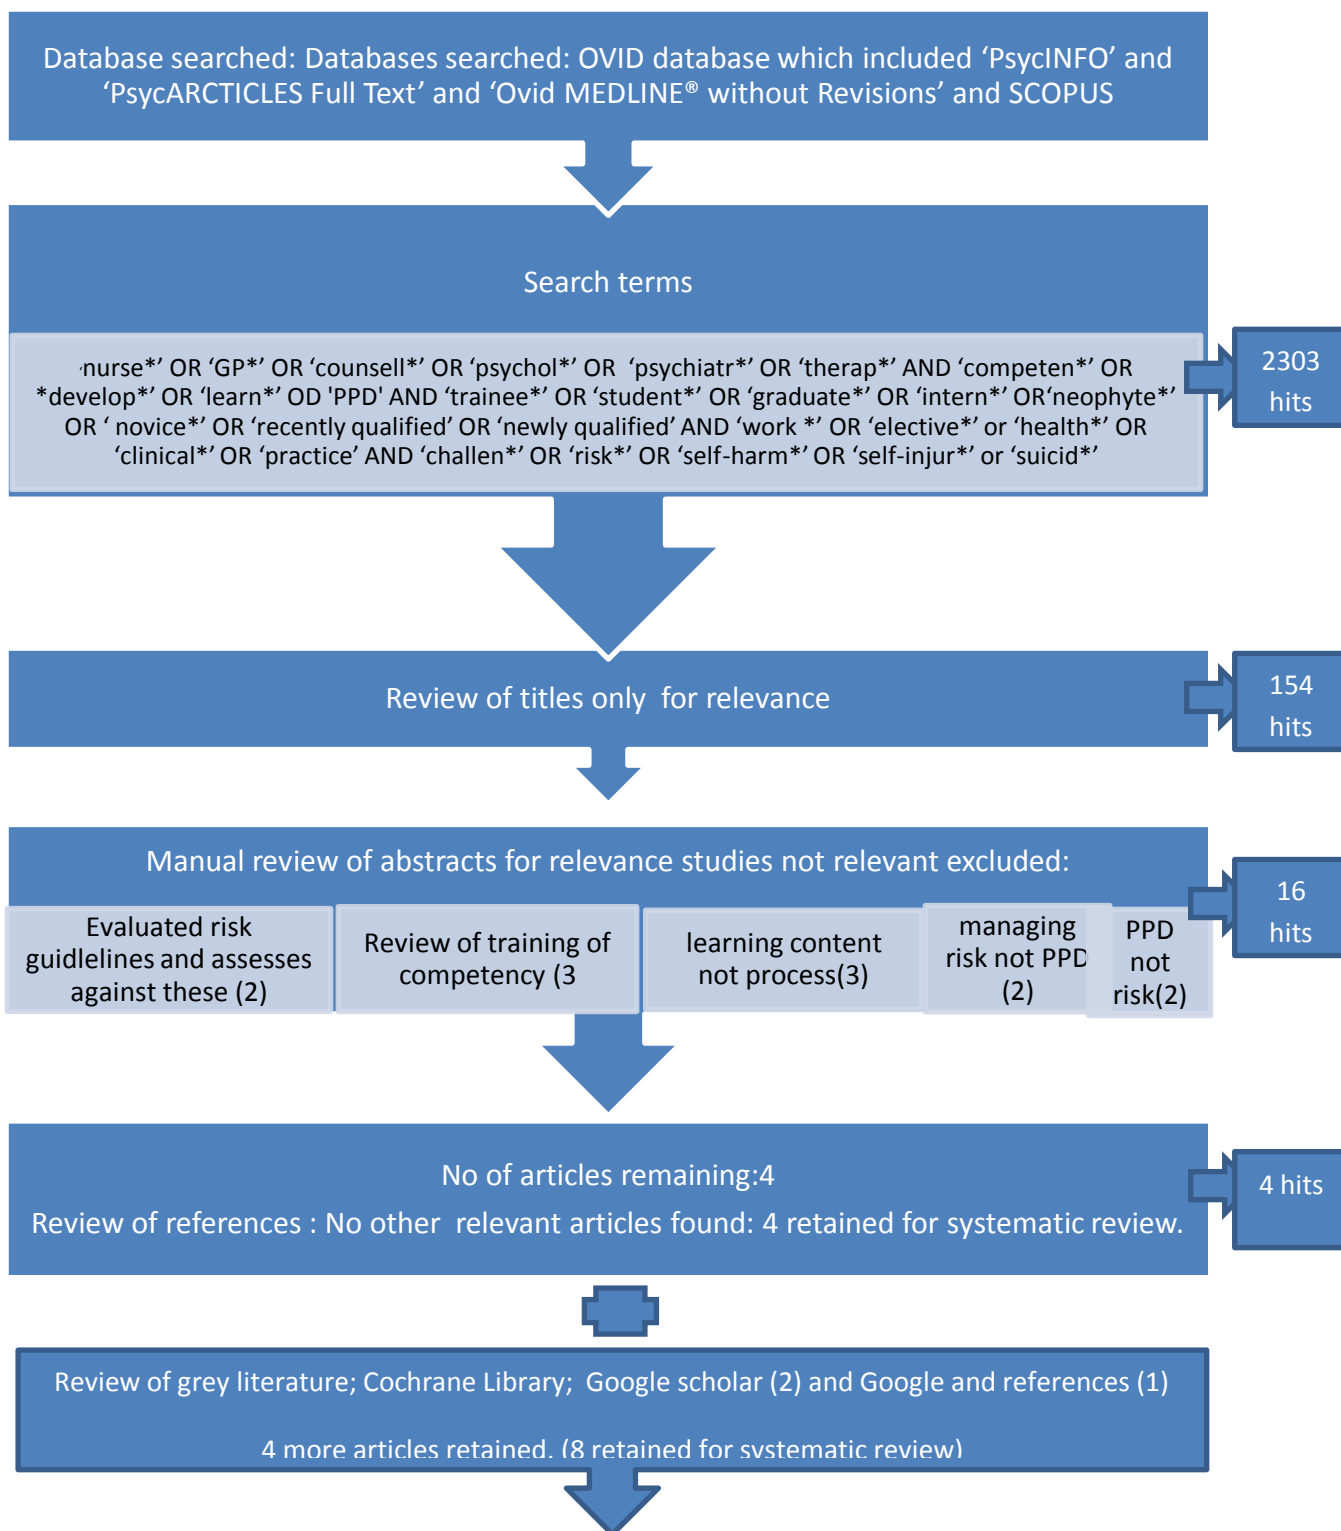 Database searched: Databases searched: OVID database which included ‘PsycINFO’ and
‘PsycARCTICLES Full Text’ and ‘Ovid MEDLINE® without Revisions’ and SCOPUS
Search terms
‘nurse*’ OR ‘GP*’ OR ‘counsell*’ OR ‘psychol*’ OR ‘psychiatr*’ OR ‘therap*’ AND ‘competen*’ OR
*develop*’ OR ‘learn*’ OD 'PPD' AND ‘trainee*’ OR ‘student*’ OR ‘graduate*’ OR ‘intern*’ OR‘neophyte*’
OR ‘ novice*’ OR ‘recently qualified’ OR ‘newly qualified’ AND ‘work *’ OR ‘elective*’ or ‘health*’ OR
‘clinical*’ OR ‘practice’ AND ‘challen*’ OR ‘risk*’ OR ‘self-harm*’ OR ‘self-injur*’ or ‘suicid*’
2303
hits
Review of titles only for relevance
154
hits
Manual review of abstracts for relevance studies not relevant excluded:
16
hits
Evaluated risk
guidlelines and assesses
against these (2)
Review of training of
competency (3
learning content
not process(3)
managing
risk not PPD
(2)
PPD
not
risk(2)
No of articles remaining:4
Review of references : No other relevant articles found: 4 retained for systematic review.
4 hits
Review of grey literature; Cochrane Library; Google scholar (2) and Google and references (1)
4 more articles retained. (8 retained for systematic review)